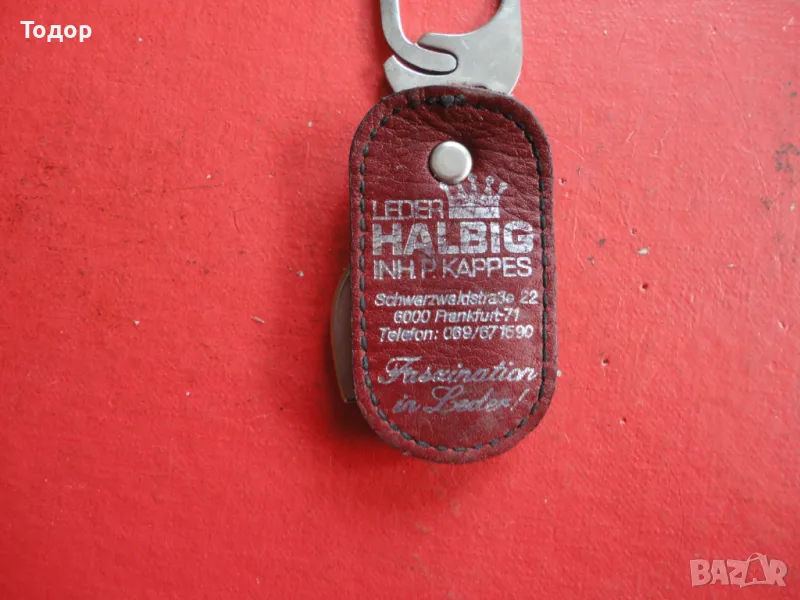 Тодор
LEDER
HALBIG
INH. P. KAPPES
Schwarzwaldstraße 22
6000 Frankfurt-71
Telefon: 069/671690
Faszination
in Leder!
BAZAR